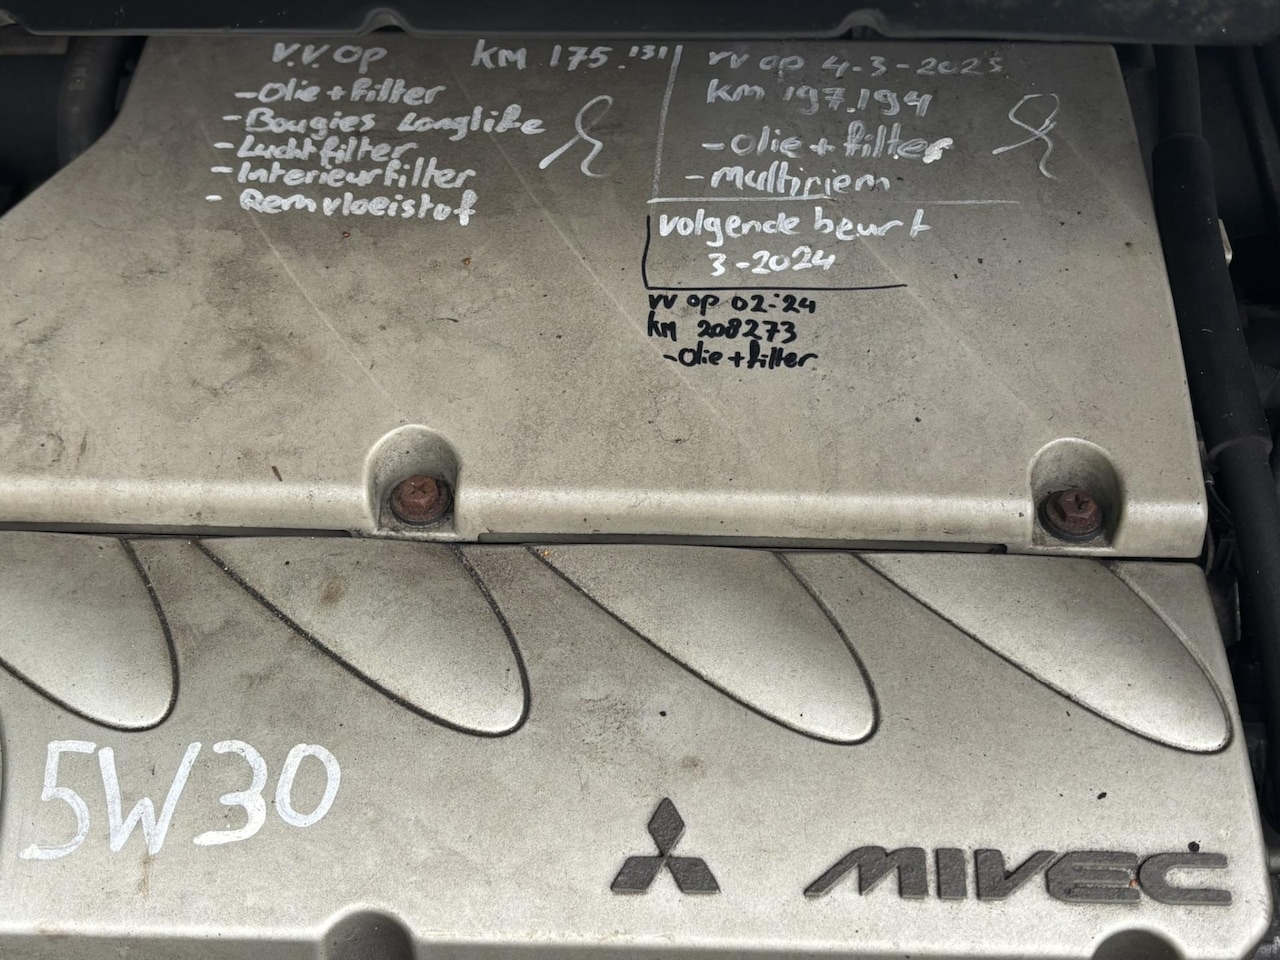 V.V. op KM 175.131
-Olie + filter
-Bougies Longlife
-Luchtfilter
-Interieurfilter
-Remvloeistof
VV op 4-3-2023
km 197.194
-olie + filter
-Multiriem
volgende beurt
3-2024
VV op 02-24
km 208273
-Olie + filter
5W30
MIVEC